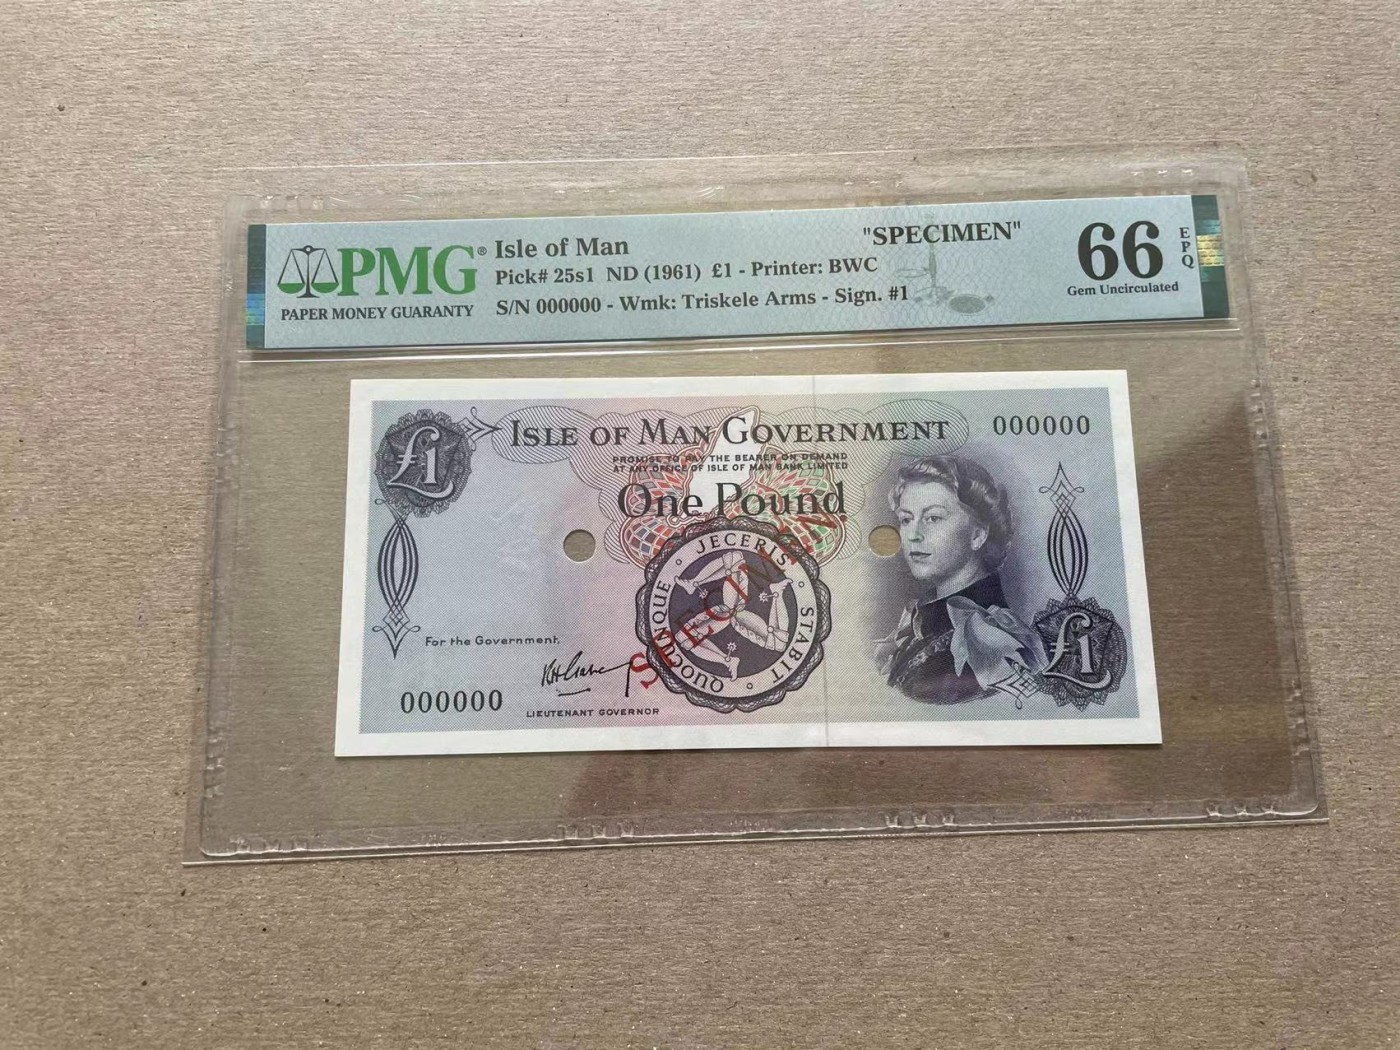 PMG®
PAPER MONEY GUARANTY
Isle of Man
"SPECIMEN"
Pick# 25s1 ND (1961) £1 - Printer: BWC
S/N 000000 - Wmk: Triskele Arms - Sign. #1
66
EPQ
Gem Uncirculated
£1
ISLE OF MAN GOVERNMENT
000000
PROMISE TO PAY THE BEARER ON DEMAND
AT ANY OFFICE OF ISLE OF MAN BANK LIMITED
One Pound
QUOCUNQUE · JECERIS · STABIT ·
SPECIMEN.
For the Government.
000000
LIEUTENANT GOVERNOR
£1